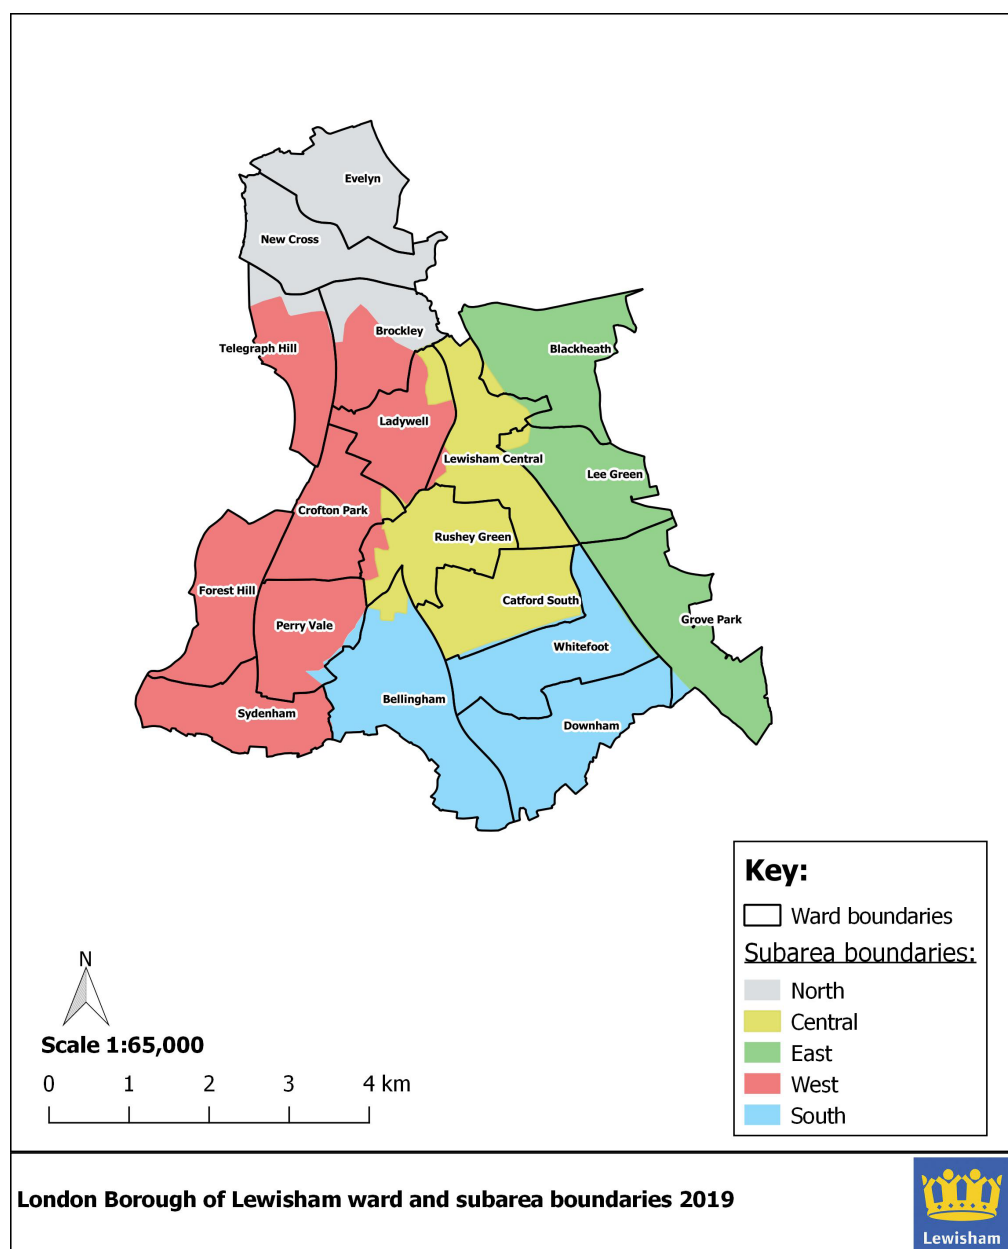 Evelyn
New Cross
Brockley
Telegraph Hill
Blackheath
Ladywell
Lewisham Central
Lee Green
Crofton Park
Rushey Green
Forest Hill
Catford South
Perry Vale
Grove Park
Whitefoot
Bellingham
Sydenham
Downham
Key:
Ward boundaries
Subarea boundaries:
North
Central
East
West
South
N
Scale 1:65,000
0 1 2 3 4 km
London Borough of Lewisham ward and subarea boundaries 2019
Lewisham